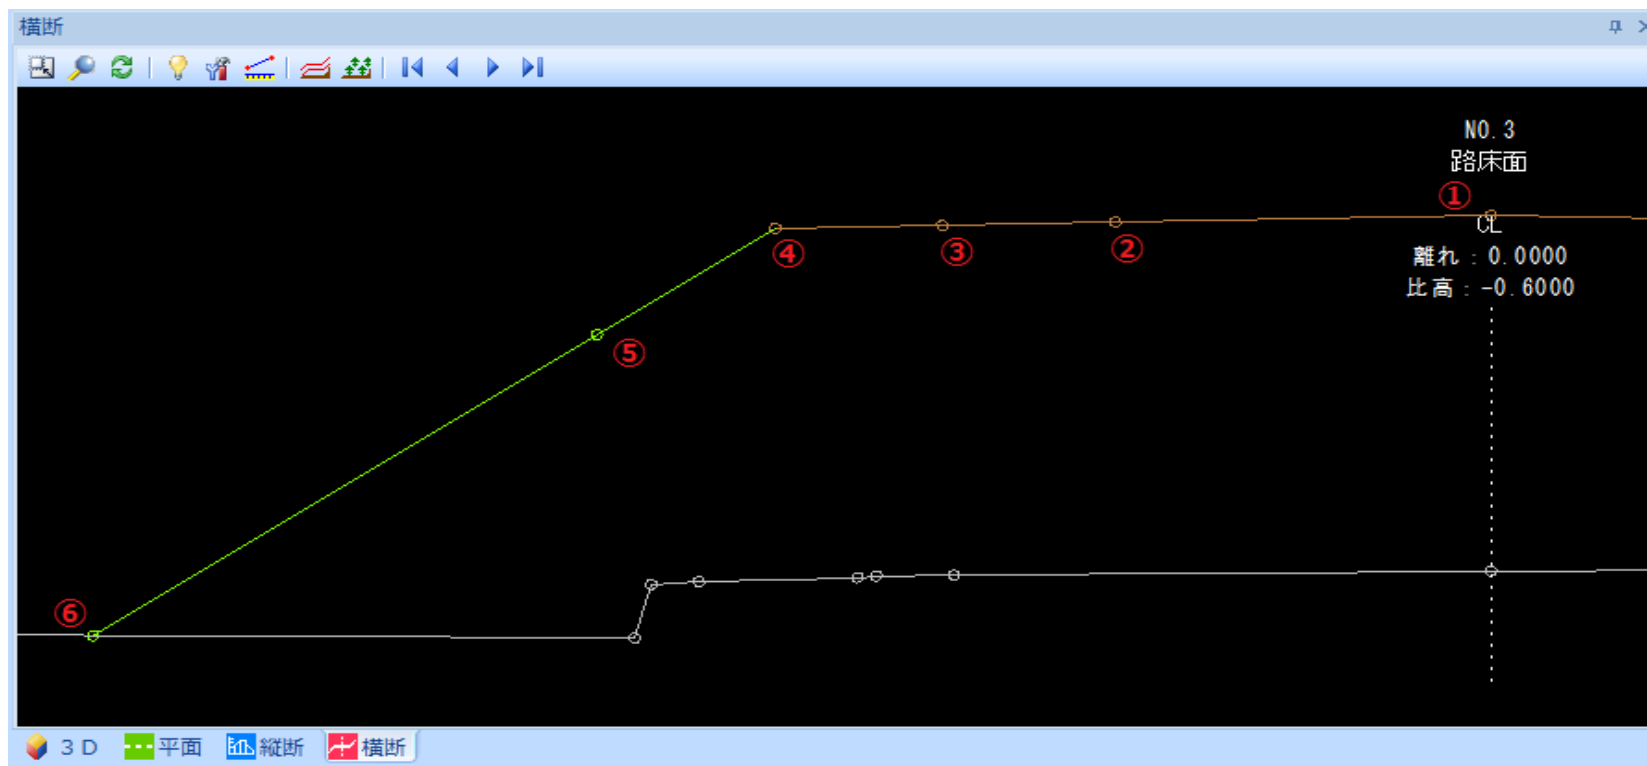 横断
NO.3
路床面
①
CL
④
③
②
離れ:0.0000
比高:-0.6000
⑤
⑥
3D 平面 縦断 横断